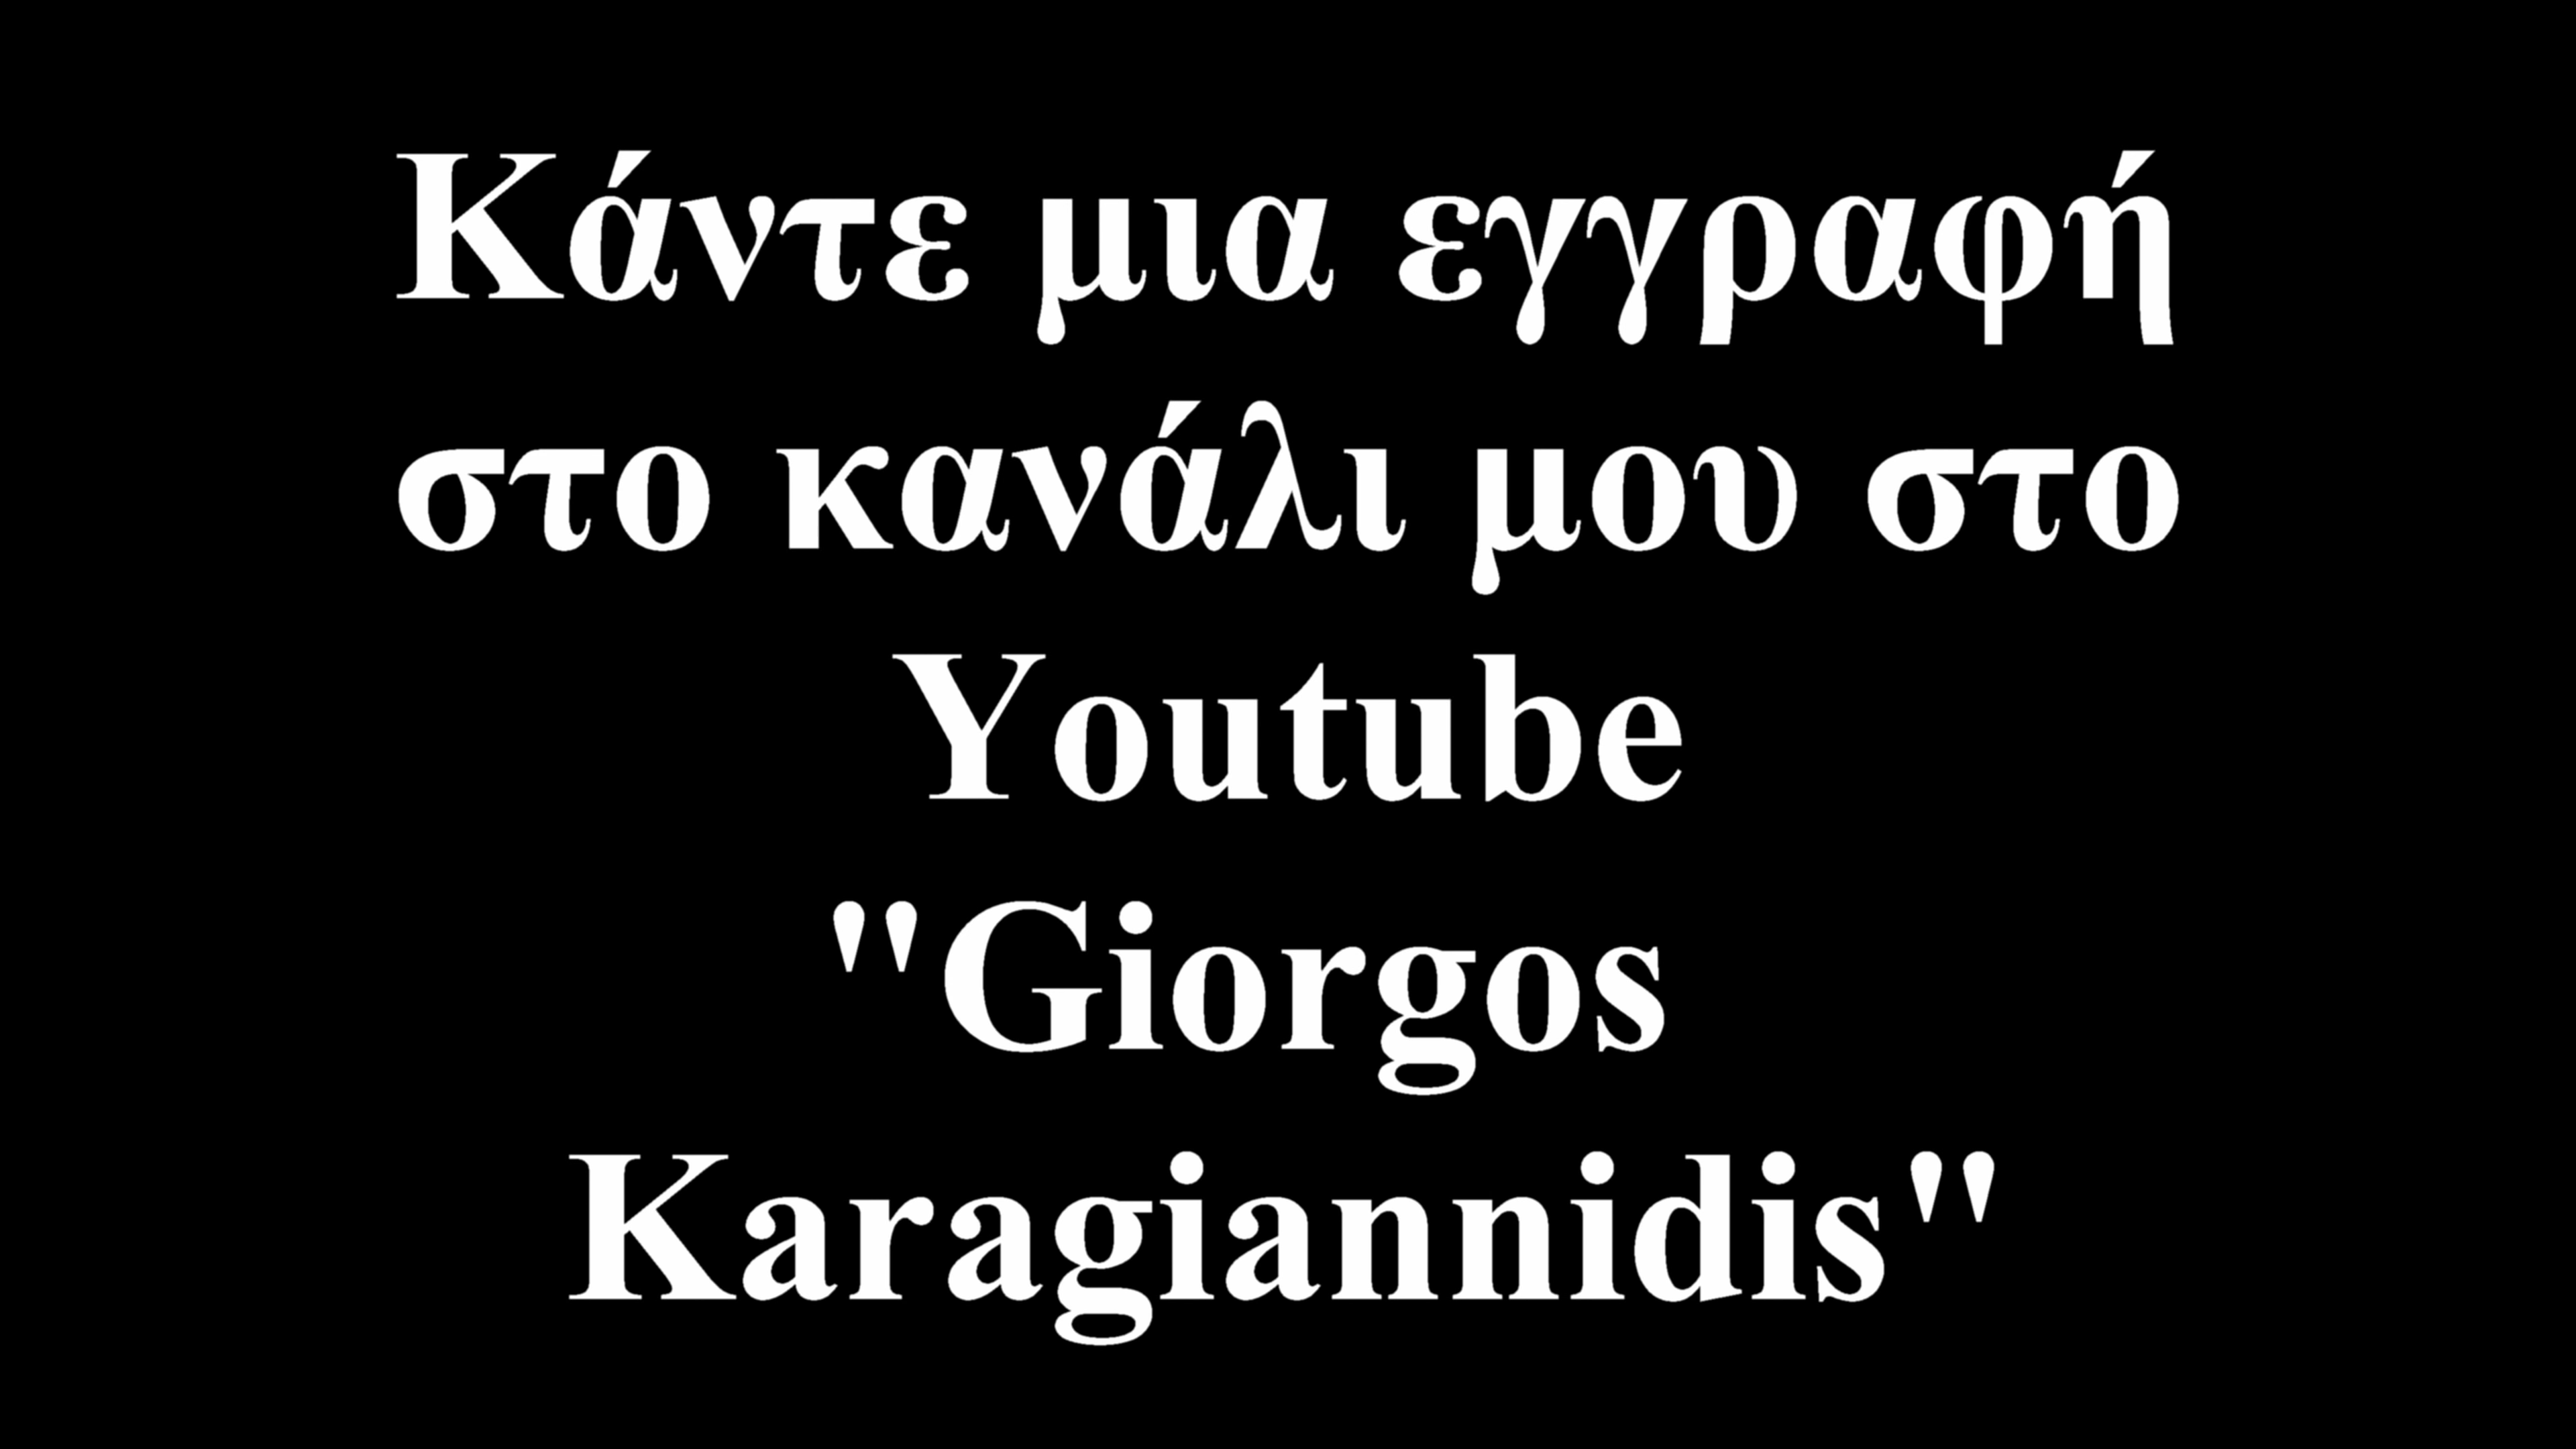 Κάντε μια εγγραφή
στο κανάλι μου στο
Youtube
"Giorgos
Karagiannidis"